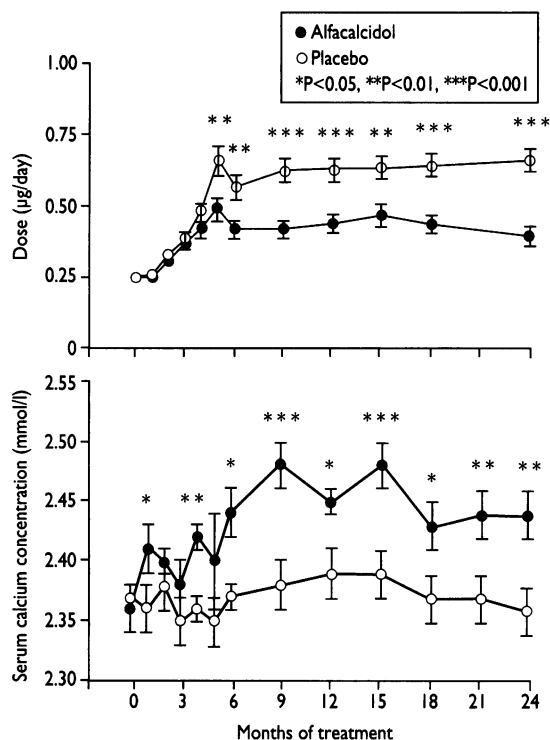 Alfacalcidol
Placebo
*P<0.05, **P<0.01, ***P<0.001
1.00
0.75
0.50
0.25
0
Dose (µg/day)
** ** *** *** ** *** ***
2.55
2.50
2.45
2.40
2.35
2.30
Serum calcium concentration (mmol/l)
* ** * *** * *** * ** **
0 3 6 9 12 15 18 21 24
Months of treatment